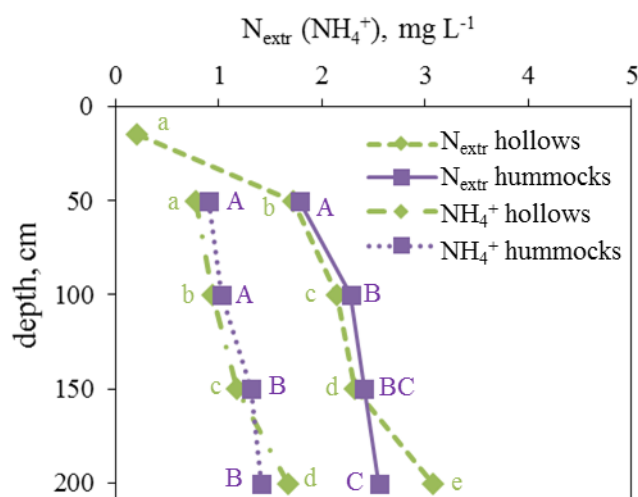 N_extr (NH₄⁺), mg L⁻¹
0 1 2 3 4 5
depth, cm
0
50
100
150
200
a
a A b A
b A c B
c B d BC
B d C e
N_extr hollows
N_extr hummocks
NH₄⁺ hollows
NH₄⁺ hummocks